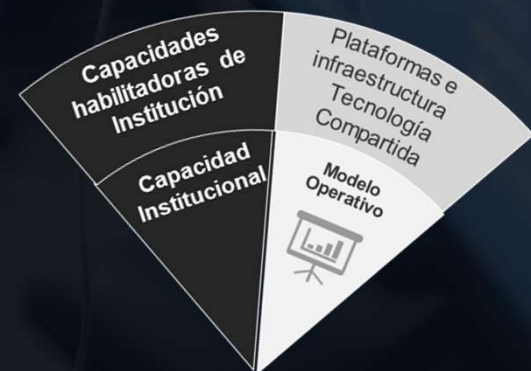 Capacidades
habilitadoras de
Institución
Plataformas e
infraestructura
Tecnología
Compartida
Capacidad
Institucional
Modelo
Operativo